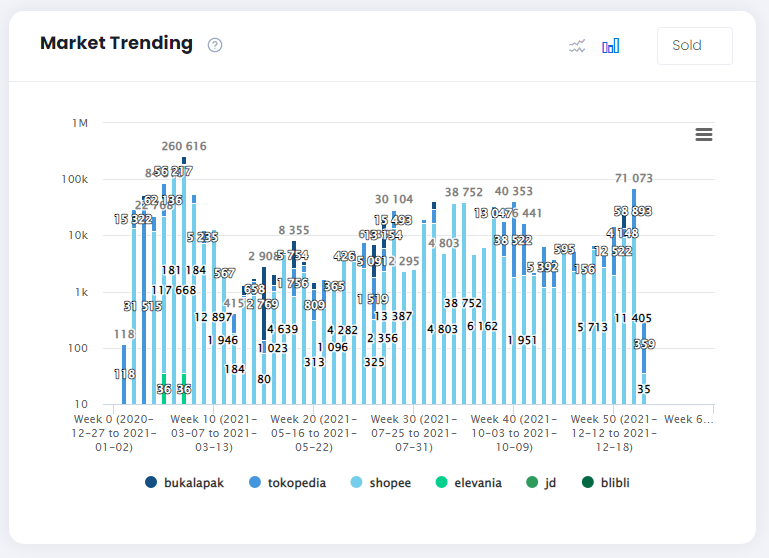 Market Trending
Sold
1M
100k
10k
1k
100
10
260 616
56 217
62 136
15 322
5 235
567
181 184
117 668
31 515
12 897
1 946
415
118
118
36
36
184
2 908
658
2 769
4 639
1 023
80
8 355
5 754
1 756
809
365
426
4 282
1 096
313
30 104
15 493
13 154
5 091
1 519
13 387
2 356
325
2 295
4 803
38 752
38 752
4 803
6 162
40 353
13 047
6 441
38 522
5 392
1 951
595
156
5 713
71 073
58 893
4 148
12 522
11 405
359
35
Week 0 (2020-
12-27 to 2021-
01-02)
Week 10 (2021-
03-07 to 2021-
03-13)
Week 20 (2021-
05-16 to 2021-
05-22)
Week 30 (2021-
07-25 to 2021-
07-31)
Week 40 (2021-
10-03 to 2021-
10-09)
Week 50 (2021-
12-12 to 2021-
12-18)
Week 6…
bukalapak
tokopedia
shopee
elevania
jd
blibli